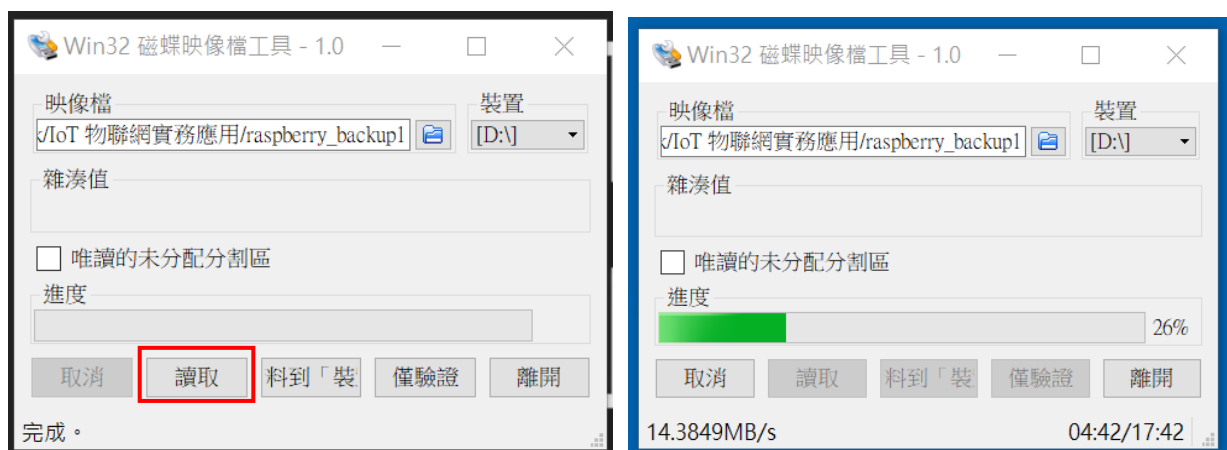 Win32 磁蝶映像檔工具 - 1.0
映像檔
k/IoT 物聯網實務應用/raspberry_backup1
裝置
[D:\]
雜湊值
唯讀的未分配分割區
進度
取消
讀取
料到「裝
僅驗證
離開
完成。
Win32 磁蝶映像檔工具 - 1.0
映像檔
k/IoT 物聯網實務應用/raspberry_backup1
裝置
[D:\]
雜湊值
唯讀的未分配分割區
進度
26%
取消
讀取
料到「裝
僅驗證
離開
14.3849MB/s
04:42/17:42